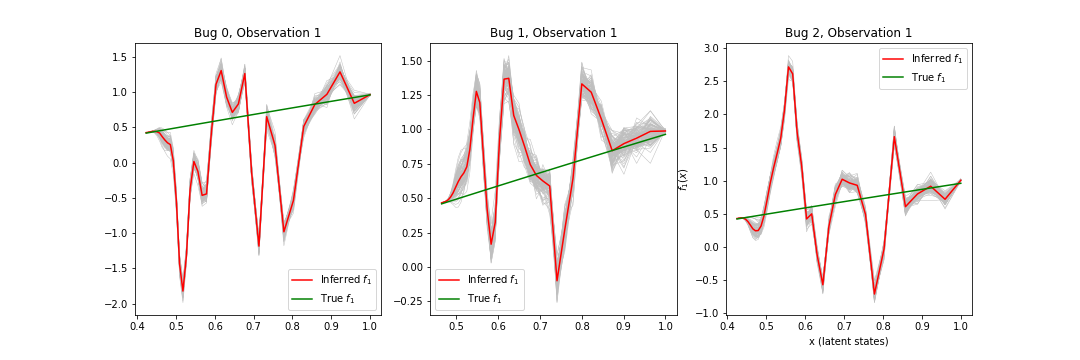 Bug 0, Observation 1
1.5
1.0
0.5
0.0
−0.5
−1.0
−1.5
−2.0
0.4 0.5 0.6 0.7 0.8 0.9 1.0
Inferred f₁
True f₁
Bug 1, Observation 1
1.50
1.25
1.00
0.75
0.50
0.25
0.00
−0.25
0.5 0.6 0.7 0.8 0.9 1.0
Inferred f₁
True f₁
Bug 2, Observation 1
f₁(x)
3.0
2.5
2.0
1.5
1.0
0.5
0.0
−0.5
−1.0
0.4 0.5 0.6 0.7 0.8 0.9 1.0
x (latent states)
Inferred f₁
True f₁